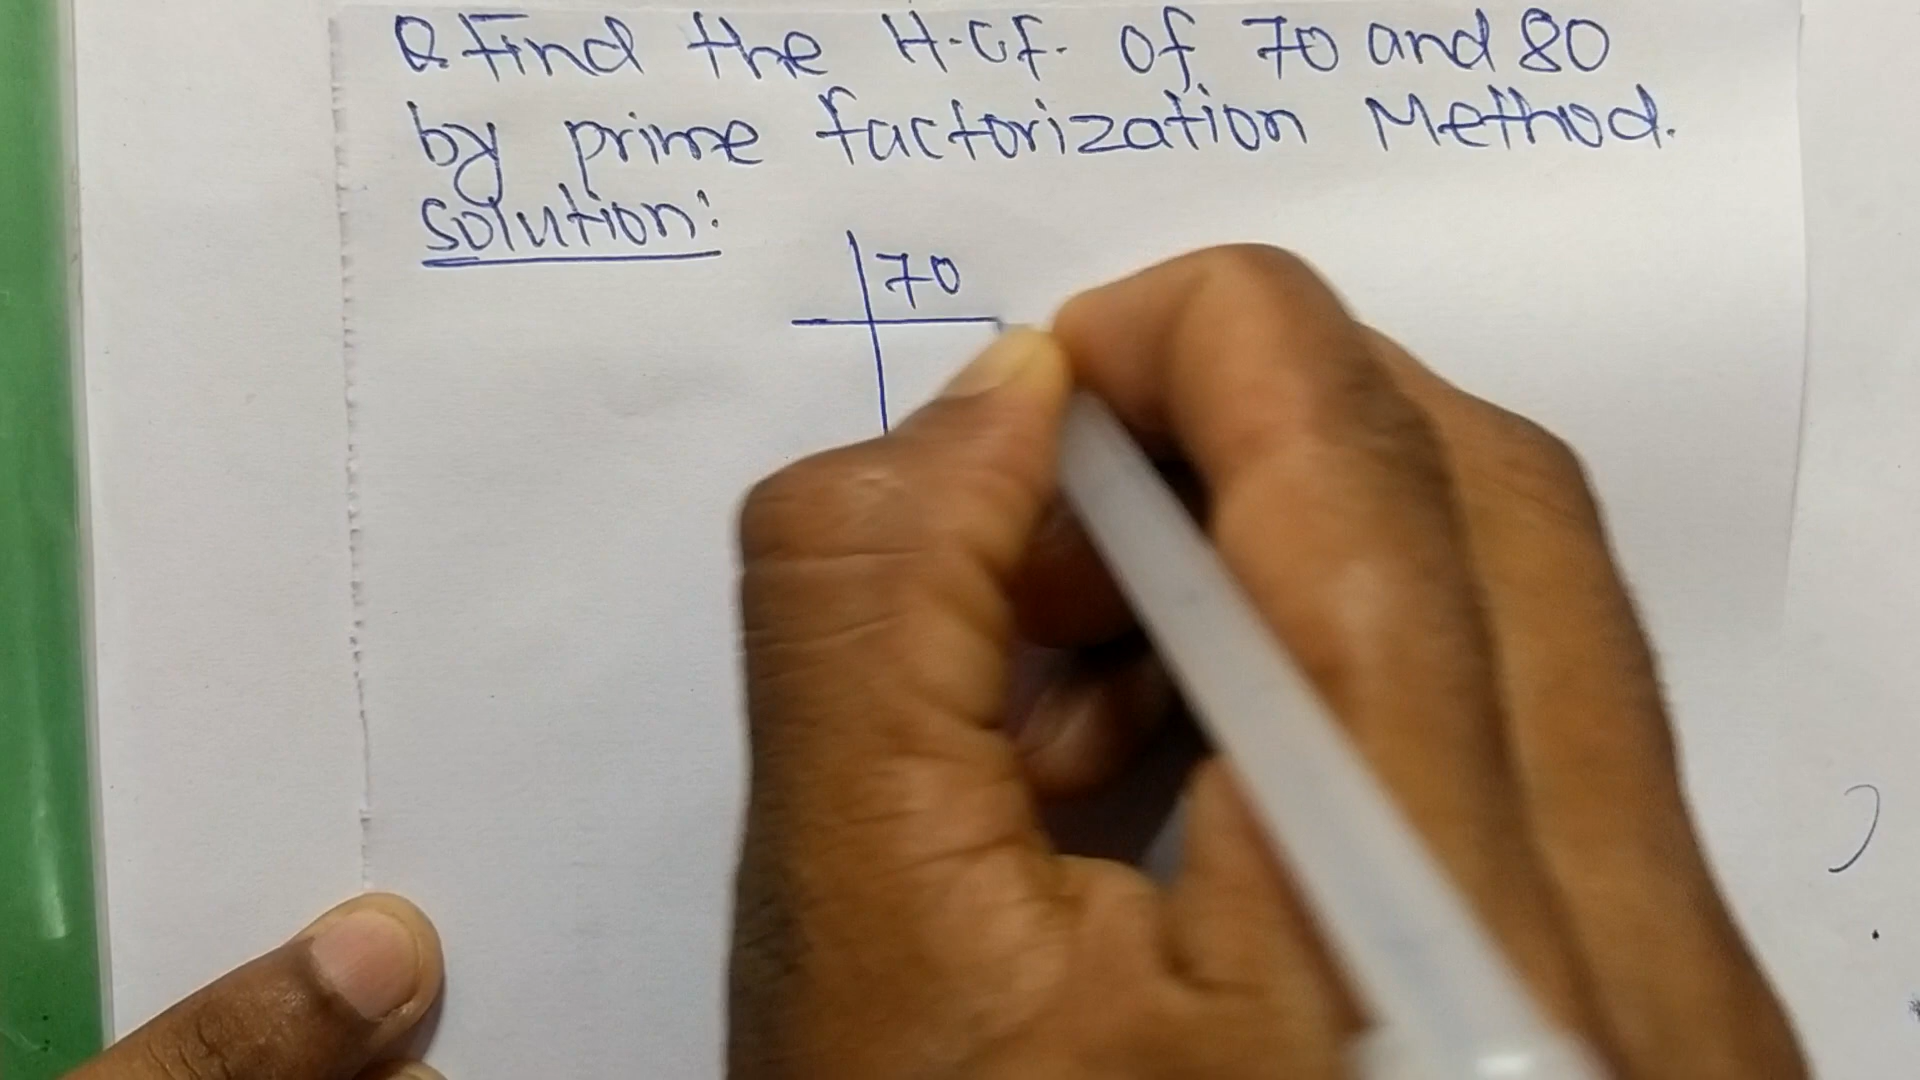 Q Find the H.C.F. of 70 and 80
by prime factorization Method.
Solution:
70